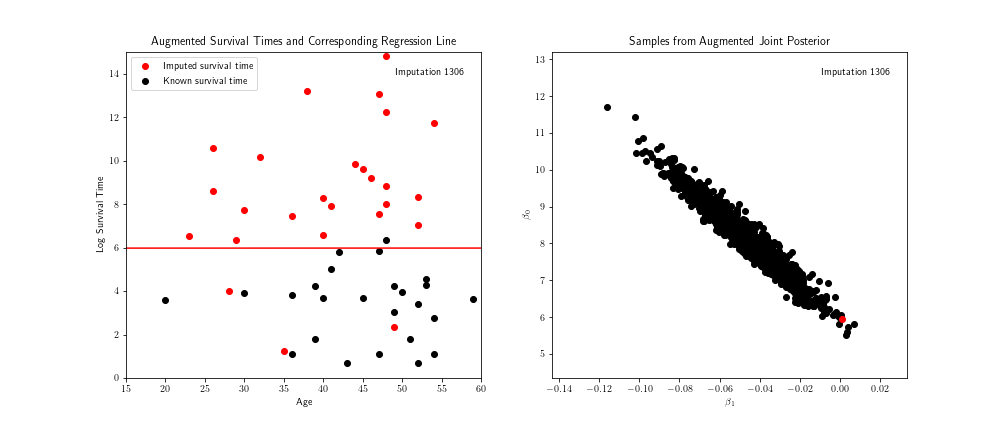 Augmented Survival Times and Corresponding Regression Line
Imputed survival time
Known survival time
Imputation 1306
Log Survival Time
14
12
10
8
6
4
2
0
15 20 25 30 35 40 45 50 55 60
Age
Samples from Augmented Joint Posterior
Imputation 1306
β0
13
12
11
10
9
8
7
6
5
−0.14 −0.12 −0.10 −0.08 −0.06 −0.04 −0.02 0.00 0.02
β1